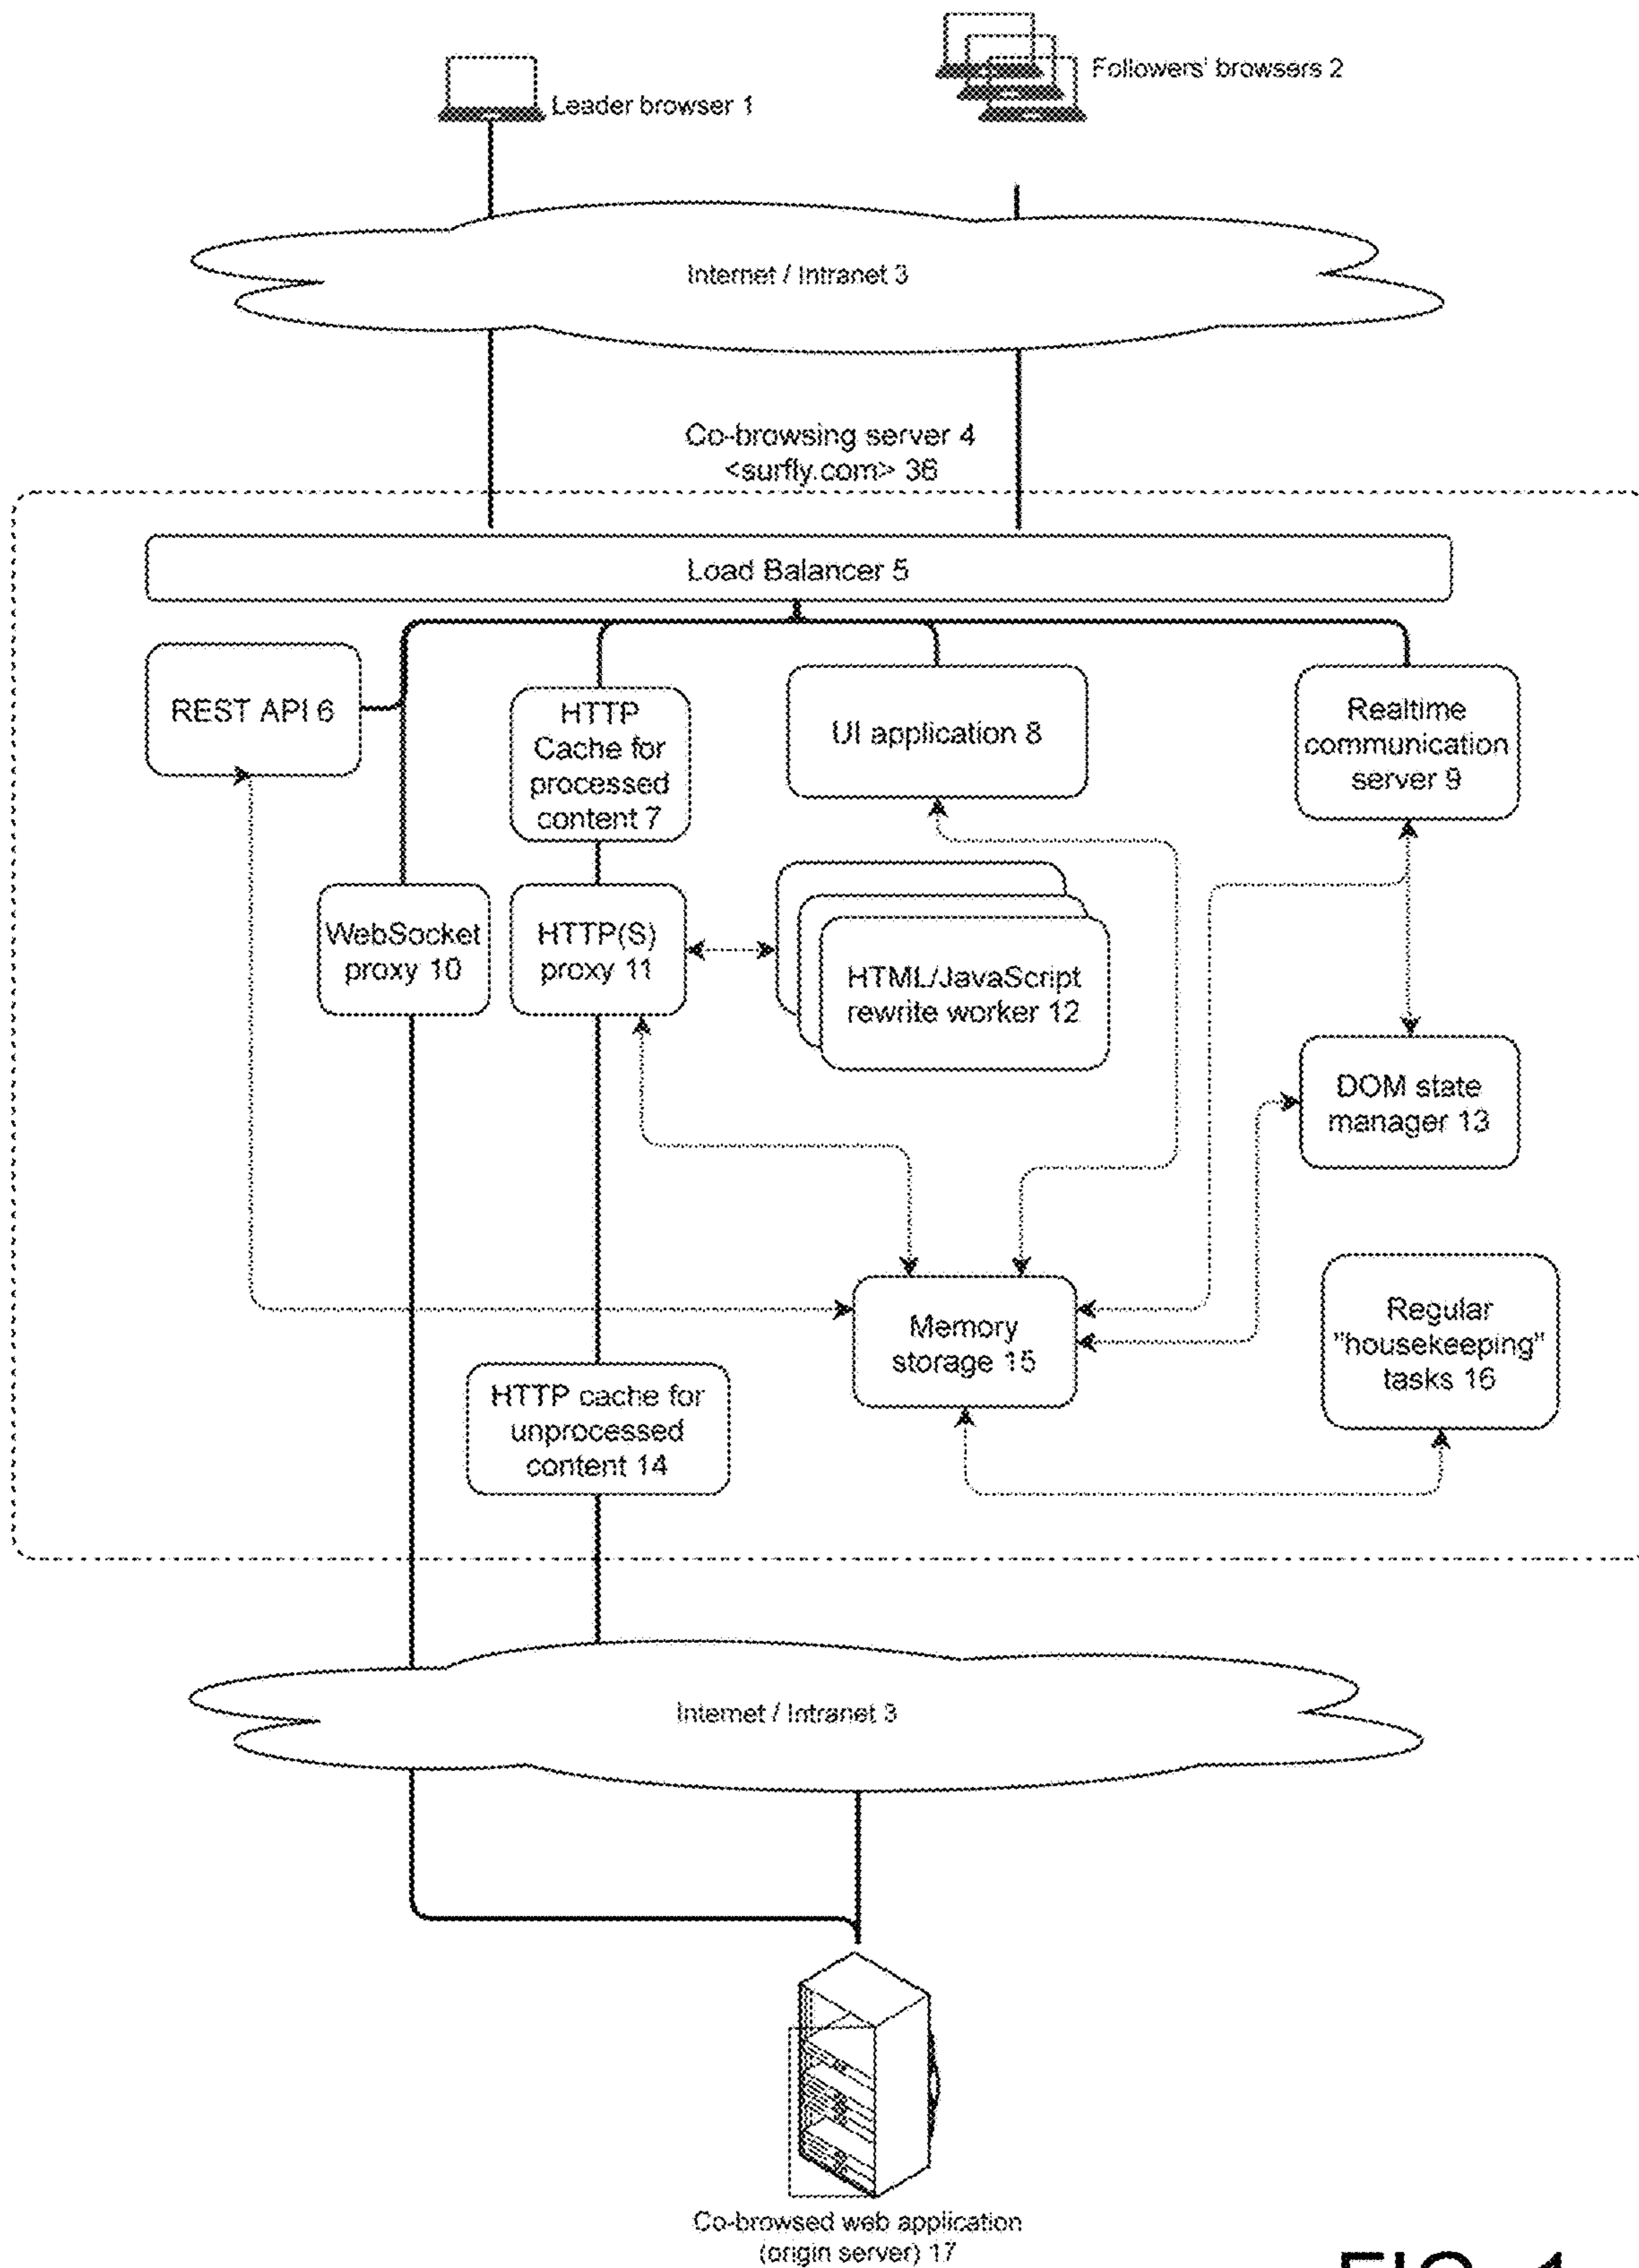 Followers' browsers 2
Leader browser 1
Internet / Intranet 3
Co-browsing server 4
<surfly.com> 36
Load Balancer 5
REST API 6
HTTP
Cache for
processed
content 7
UI application 8
Realtime
communication
server 9
WebSocket
proxy 10
HTTP(S)
proxy 11
HTML/JavaScript
rewrite worker 12
DOM state
manager 13
Memory
storage 15
Regular
"housekeeping"
tasks 16
HTTP cache for
unprocessed
content 14
Internet / Intranet 3
Co-browsed web application
(origin server) 17
FIG. 1